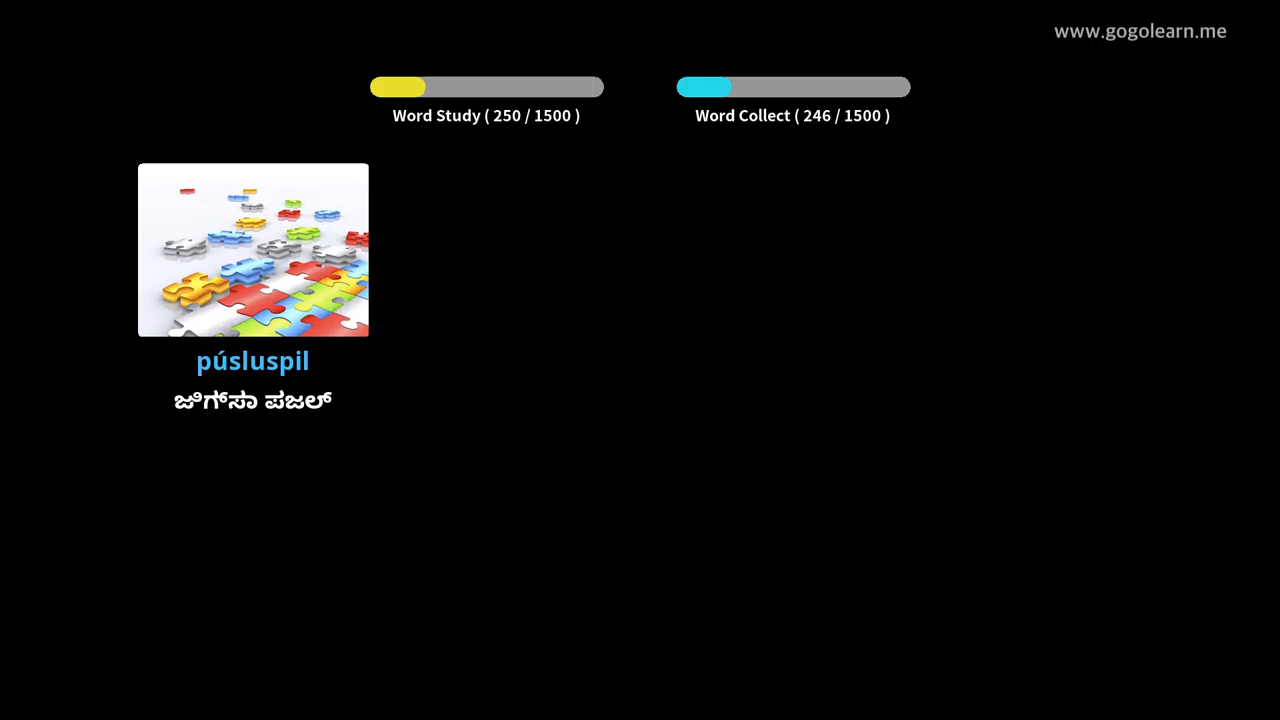 www.gogolearn.me
Word Study ( 250 / 1500 )
Word Collect ( 246 / 1500 )
púsluspil
ಜಿಗ್‌ಸಾ ಪಜಲ್